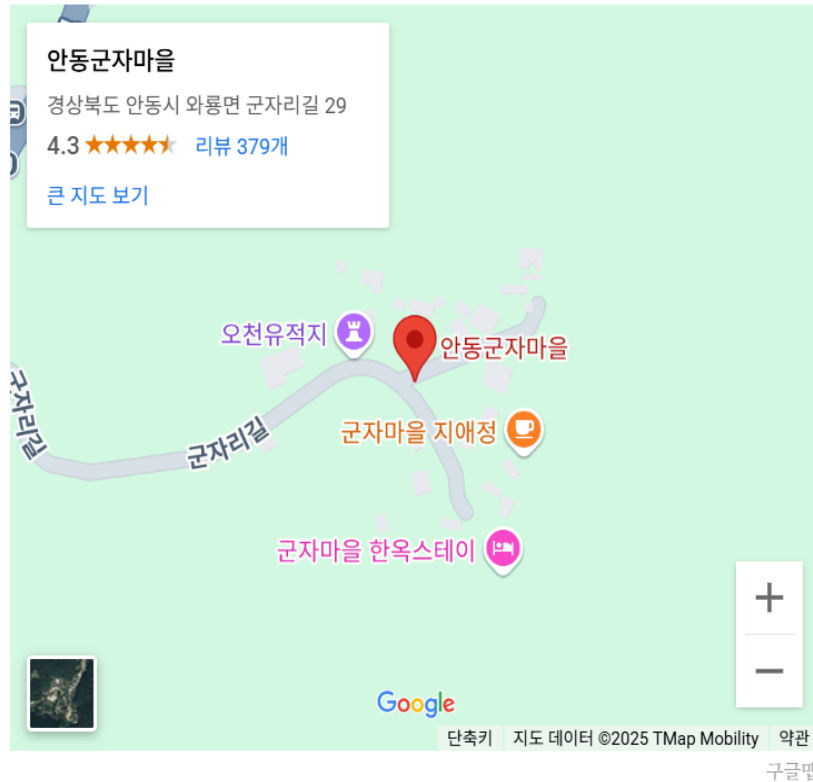 안동군자마을
경상북도 안동시 와룡면 군자리길 29
4.3 리뷰 379개
큰 지도 보기
오천유적지
안동군자마을
군자리길
군자마을 지애정
군자리길
군자마을 한옥스테이
Google
단축키 지도 데이터 ©2025 TMap Mobility 약관